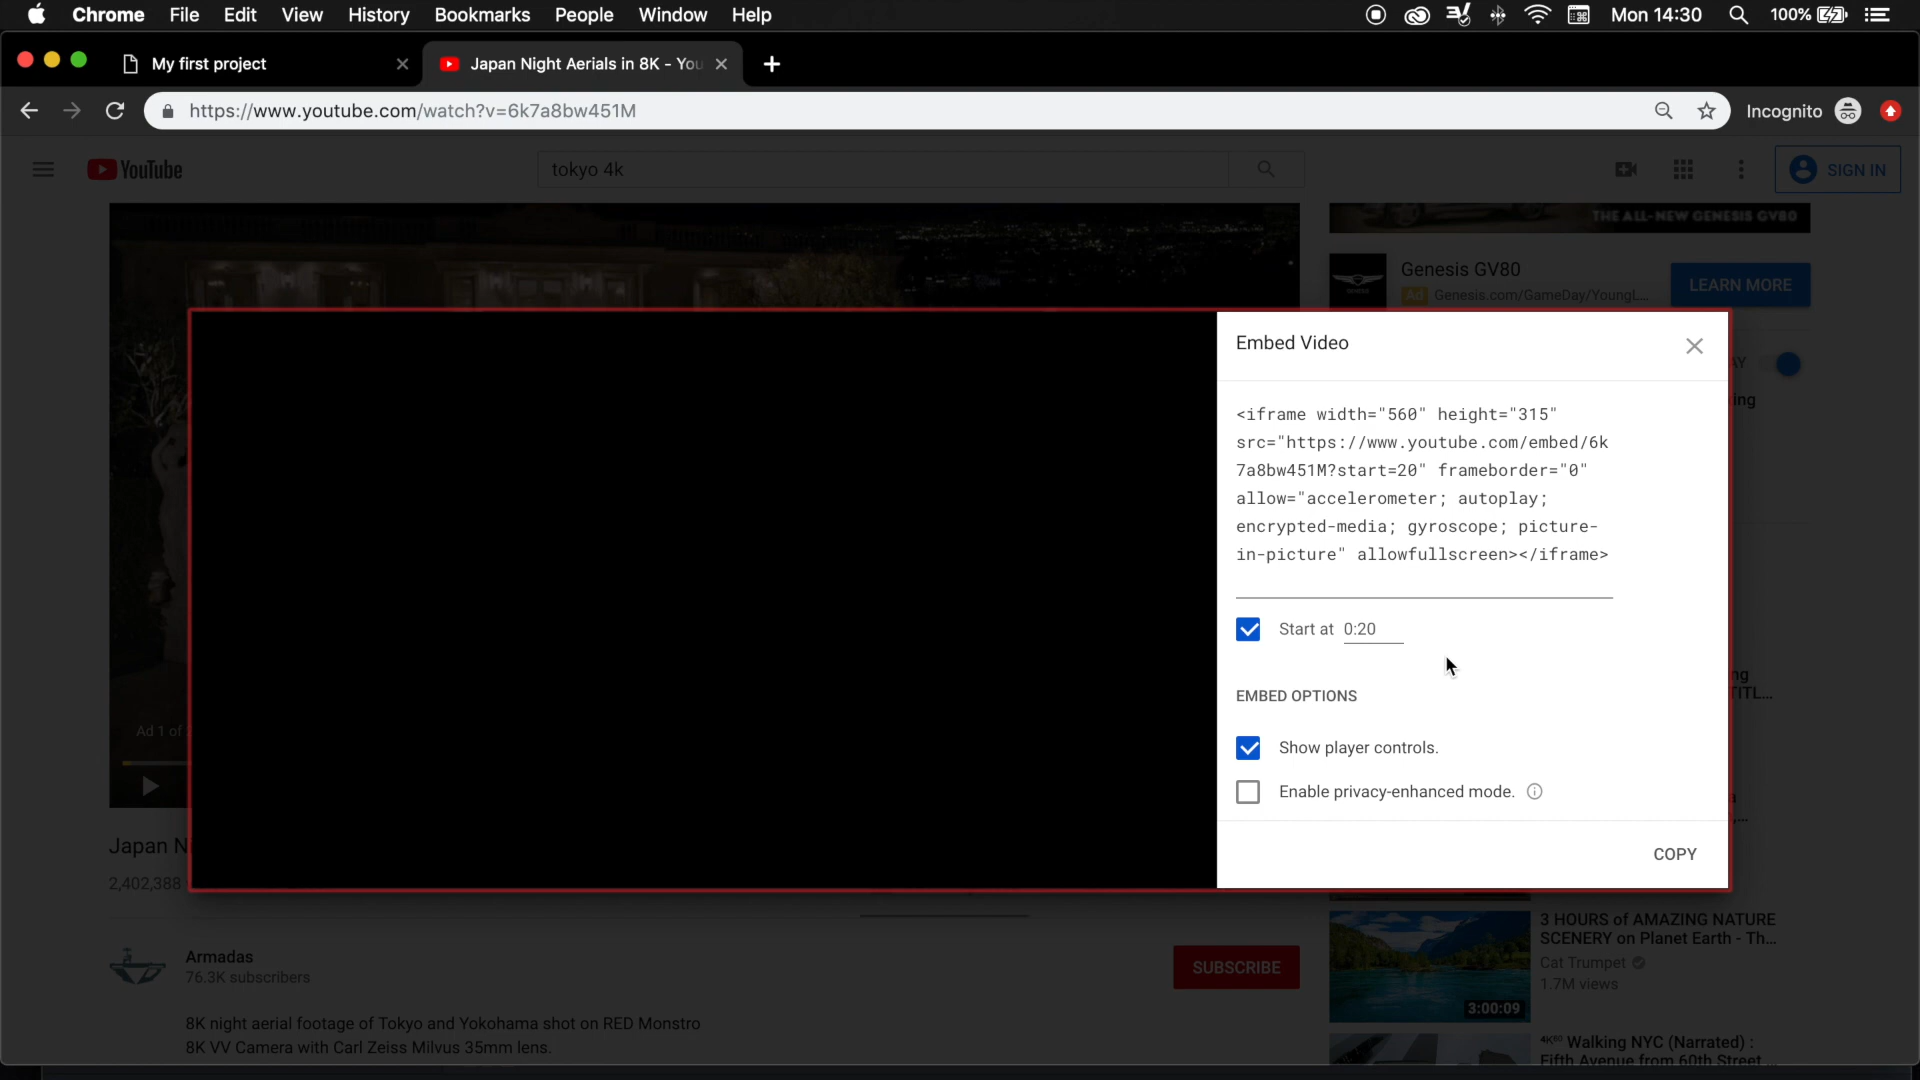 Chrome File Edit View History Bookmarks People Window Help Mon 14:30 100%
My first project Japan Night Aerials in 8K - You
https://www.youtube.com/watch?v=6k7a8bw451M Incognito
YouTube tokyo 4k SIGN IN
THE ALL-NEW GENESIS GV80
Genesis GV80
Ad Genesis.com/GameDay/YoungL...
LEARN MORE
Embed Video
<iframe width="560" height="315"
src="https://www.youtube.com/embed/6k
7a8bw451M?start=20" frameborder="0"
allow="accelerometer; autoplay;
encrypted-media; gyroscope; picture-
in-picture" allowfullscreen></iframe>
Start at 0:20
EMBED OPTIONS
Show player controls.
Enable privacy-enhanced mode.
COPY
AY
ing
ng
TITL...
Ad 1 of
Japan N
2,402,388
Armadas
76.3K subscribers
SUBSCRIBE
8K night aerial footage of Tokyo and Yokohama shot on RED Monstro
8K VV Camera with Carl Zeiss Milvus 35mm lens.
3 HOURS of AMAZING NATURE
SCENERY on Planet Earth - Th...
Cat Trumpet
1.7M views
3:00:09
4K60 Walking NYC (Narrated) :
Fifth Avenue from 60th Street